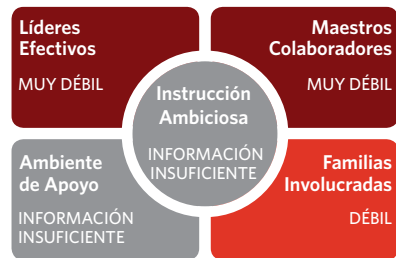 Líderes
Efectivos
MUY DÉBIL
Maestros
Colaboradores
MUY DÉBIL
Instrucción
Ambiciosa
INFORMACIÓN
INSUFICIENTE
Ambiente
de Apoyo
INFORMACIÓN
INSUFICIENTE
Familias
Involucradas
DÉBIL